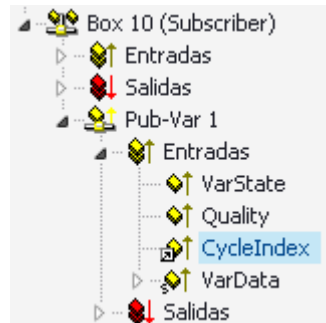 Box 10 (Subscriber)
Entradas
Salidas
Pub-Var 1
Entradas
VarState
Quality
CycleIndex
VarData
Salidas